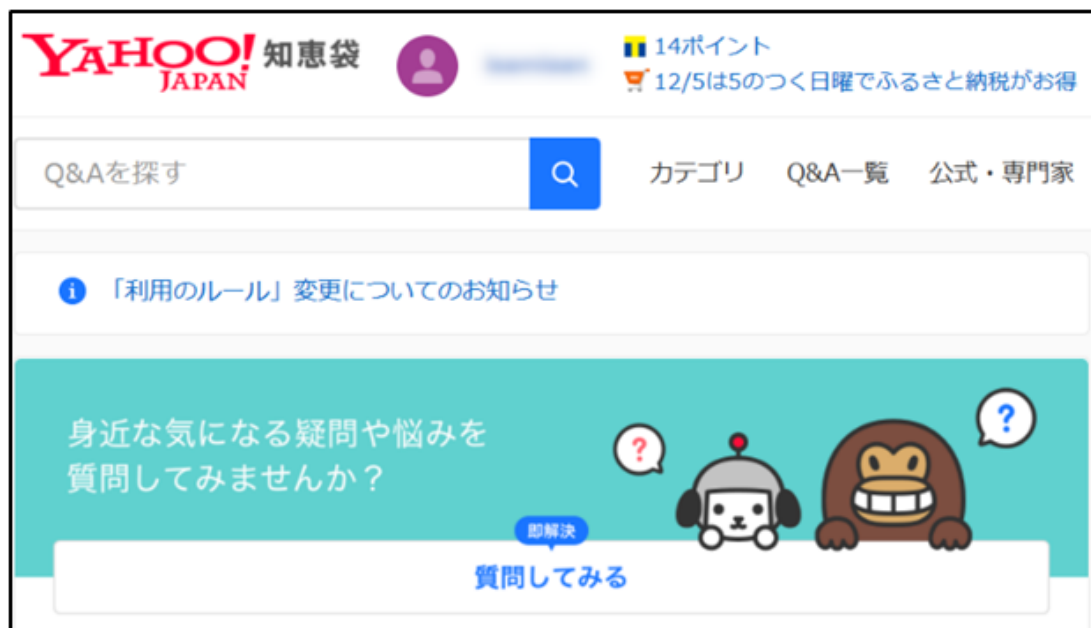 YAHOO! 知恵袋
JAPAN
14ポイント
12/5は5のつく日曜でふるさと納税がお得
Q&Aを探す
カテゴリ Q&A一覧 公式・専門家
「利用のルール」変更についてのお知らせ
身近な気になる疑問や悩みを
質問してみませんか？
?
?
即解決
質問してみる